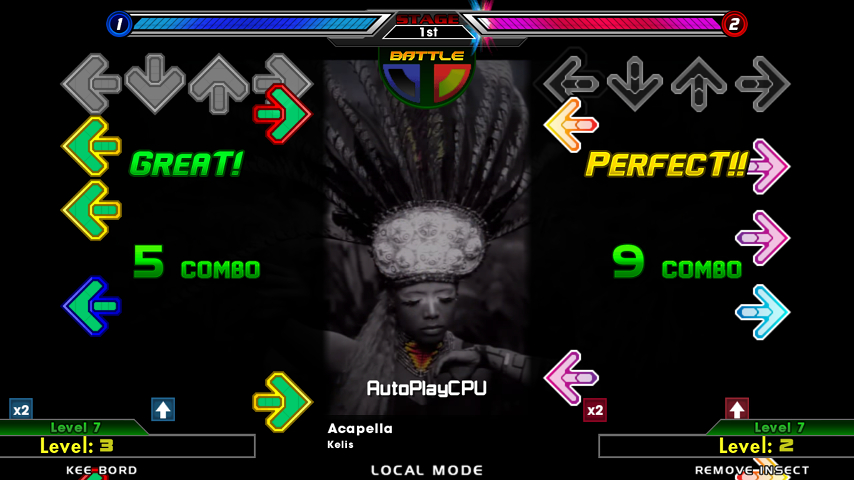 1
STAGE
2
1st
BATTLE
GREAT!
PERFECT!!
5 COMBO
9 COMBO
AutoPlayCPU
x2
x2
Acapella
Kelis
Level 7
Level 7
Level: 3
Level: 2
KEE-BORD
LOCAL MODE
REMOVE INSECT